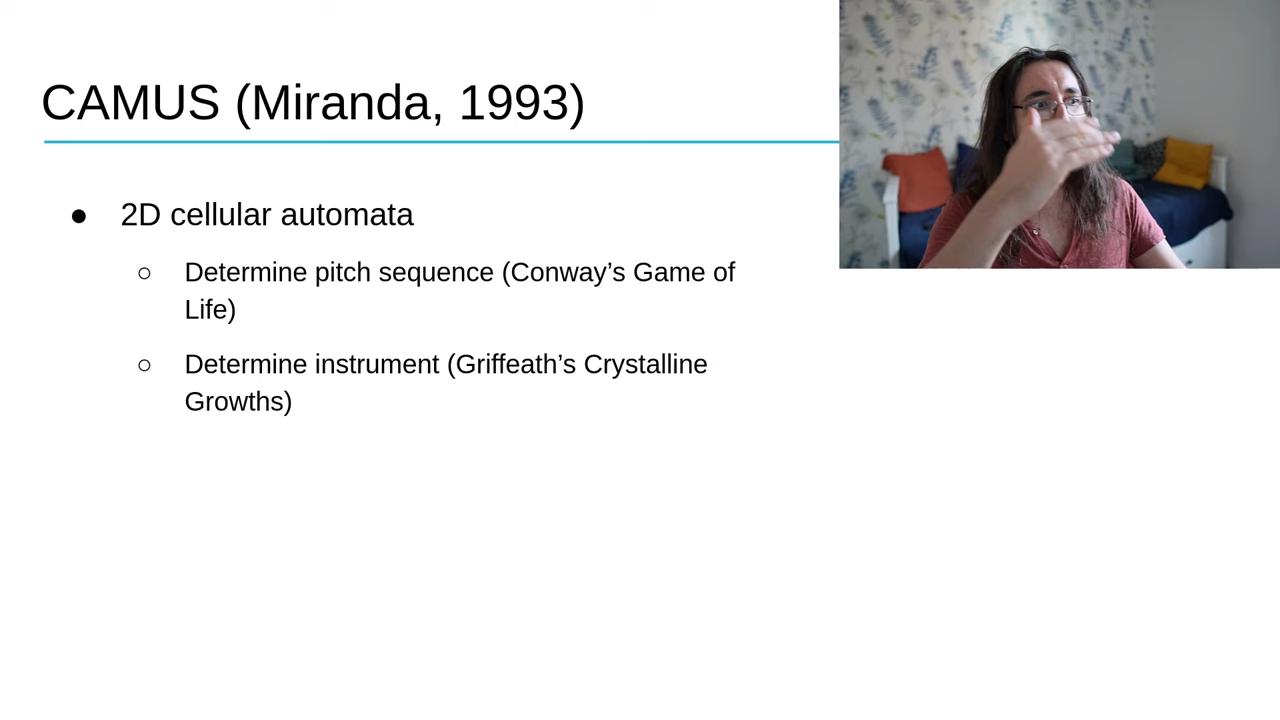 CAMUS (Miranda, 1993)
● 2D cellular automata
○ Determine pitch sequence (Conway’s Game of
Life)
○ Determine instrument (Griffeath’s Crystalline
Growths)